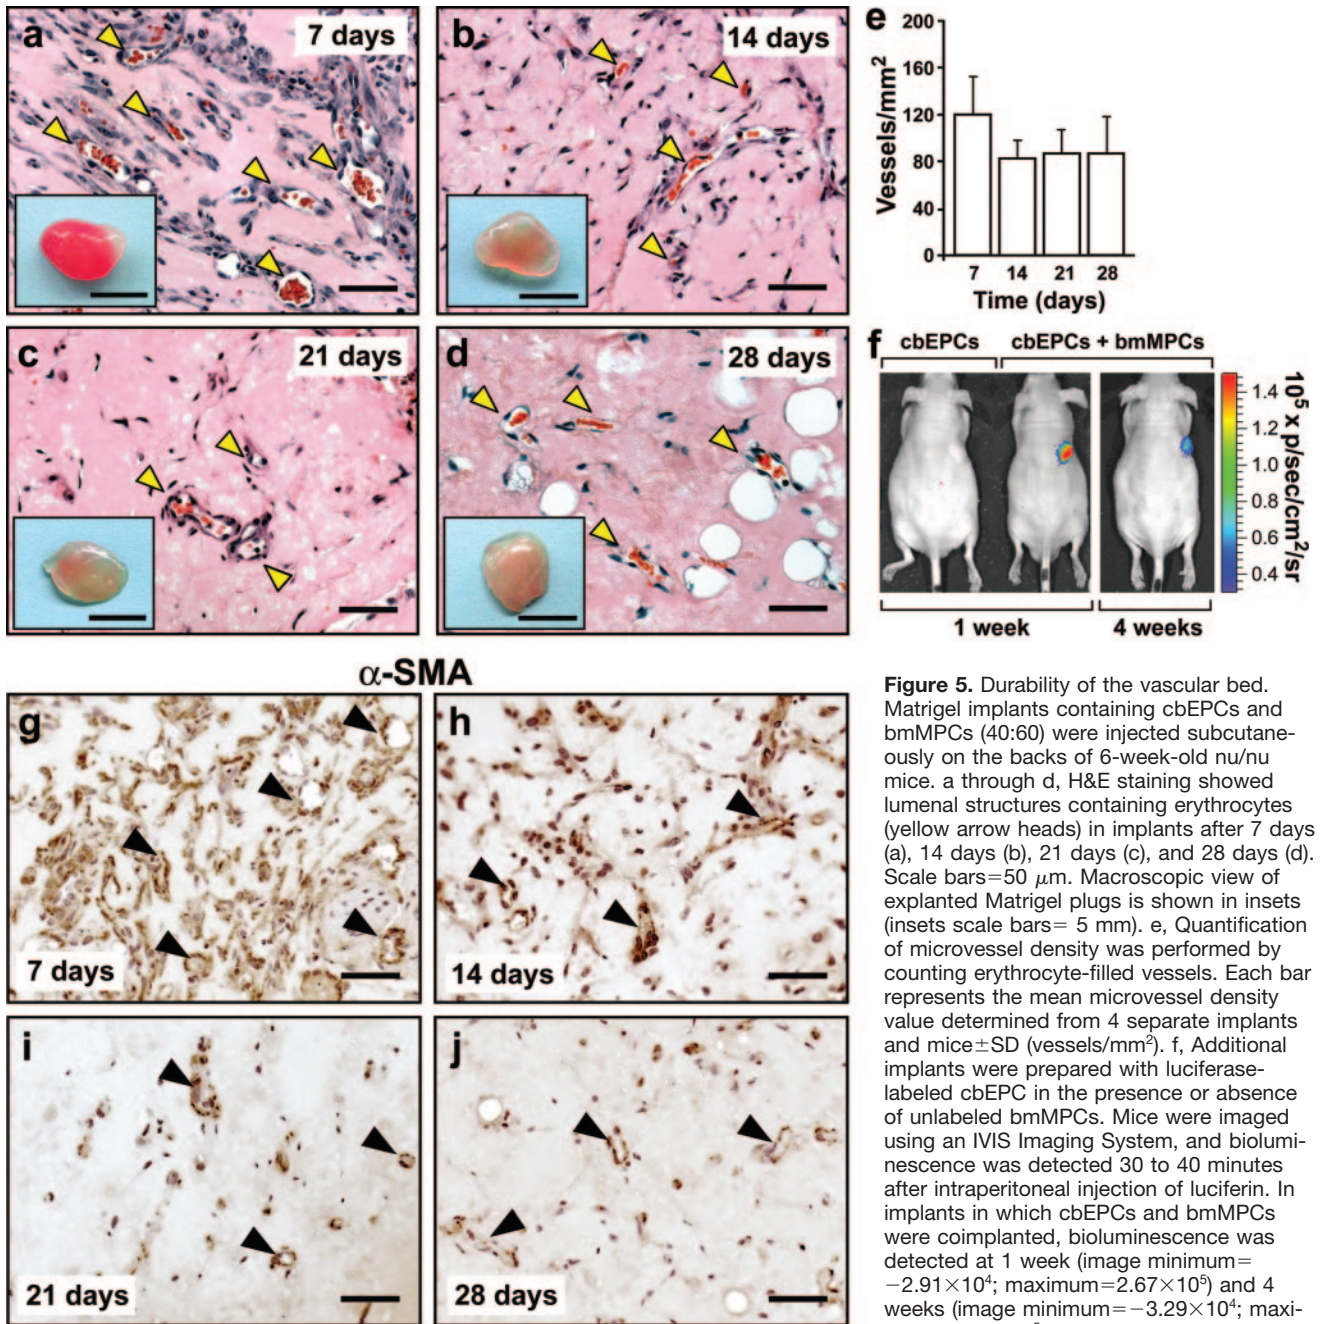 a
7 days
b
14 days
c
21 days
d
28 days
e
Vessels/mm²
200
160
120
80
40
0
7 14 21 28
Time (days)
f
cbEPCs cbEPCs + bmMPCs
1.4
1.2
1.0
0.8
0.6
0.4
10⁵ x p/sec/cm²/sr
1 week 4 weeks
α-SMA
g
7 days
h
14 days
i
21 days
j
28 days
Figure 5. Durability of the vascular bed.
Matrigel implants containing cbEPCs and
bmMPCs (40:60) were injected subcutane-
ously on the backs of 6-week-old nu/nu
mice. a through d, H&E staining showed
lumenal structures containing erythrocytes
(yellow arrow heads) in implants after 7 days
(a), 14 days (b), 21 days (c), and 28 days (d).
Scale bars=50 μm. Macroscopic view of
explanted Matrigel plugs is shown in insets
(insets scale bars= 5 mm). e, Quantification
of microvessel density was performed by
counting erythrocyte-filled vessels. Each bar
represents the mean microvessel density
value determined from 4 separate implants
and mice±SD (vessels/mm²). f, Additional
implants were prepared with luciferase-
labeled cbEPC in the presence or absence
of unlabeled bmMPCs. Mice were imaged
using an IVIS Imaging System, and biolumi-
nescence was detected 30 to 40 minutes
after intraperitoneal injection of luciferin. In
implants in which cbEPCs and bmMPCs
were coimplanted, bioluminescence was
detected at 1 week (image minimum=
−2.91×10⁴; maximum=2.67×10⁵) and 4
weeks (image minimum=−3.29×10⁴; maxi-